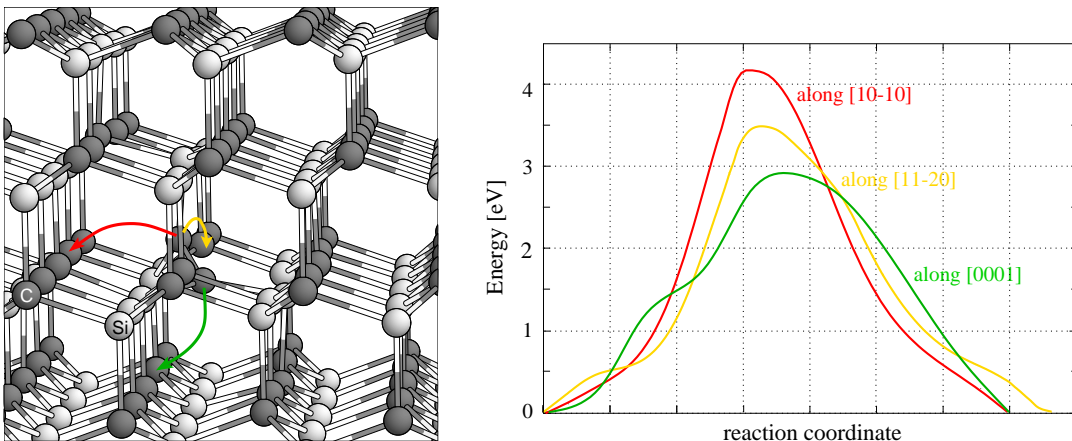 C
Si
4
3
2
1
0
Energy [eV]
along [10-10]
along [11-20]
along [0001]
reaction coordinate